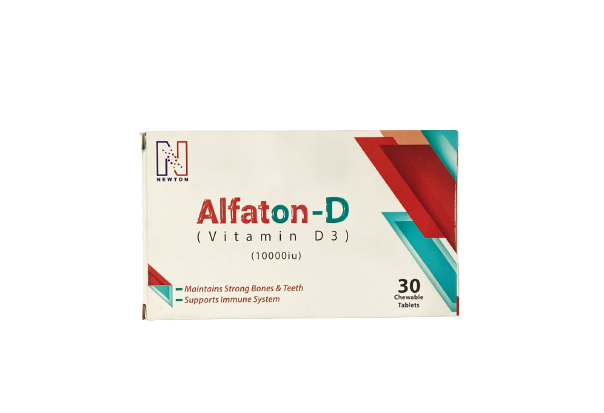 NEWTON
Alfaton-D
(Vitamin D3)
(10000iu)
Maintains Strong Bones & Teeth
Supports Immune System
30
Chewable
Tablets